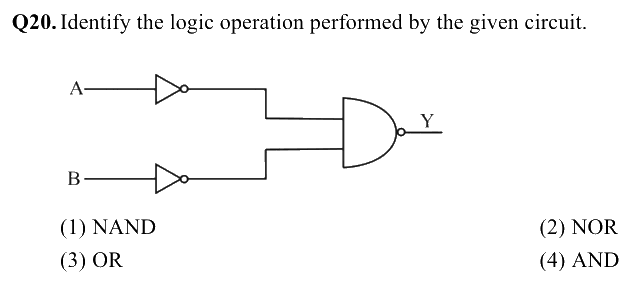 Q20. Identify the logic operation performed by the given circuit.
A
Y
B
(1) NAND (2) NOR
(3) OR (4) AND